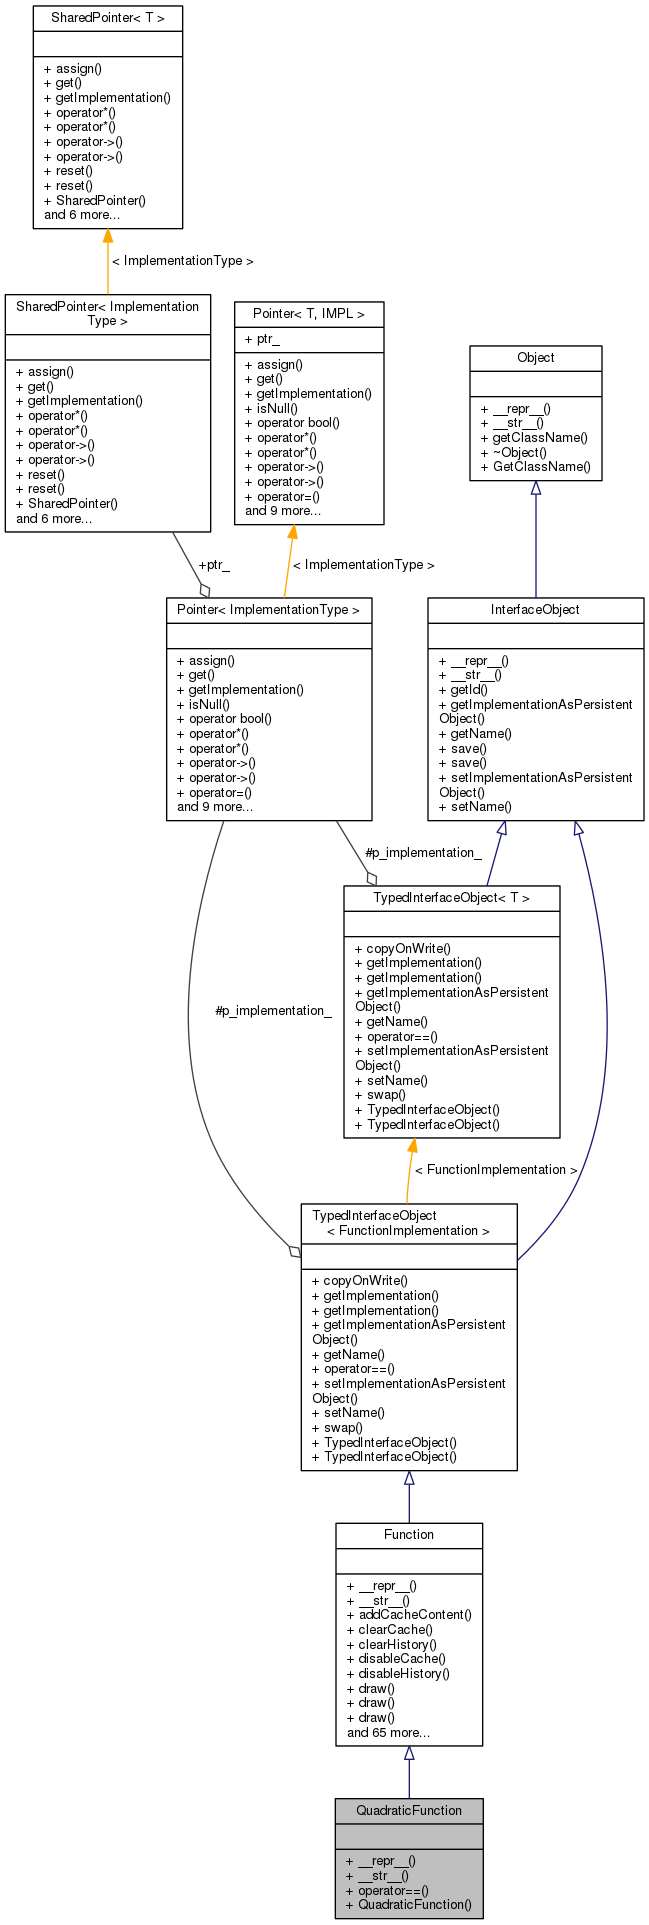 SharedPointer< T >
+ assign()
+ get()
+ getImplementation()
+ operator*()
+ operator*()
+ operator->()
+ operator->()
+ reset()
+ reset()
+ SharedPointer()
and 6 more...
< ImplementationType >
SharedPointer< Implementation
Type >
+ assign()
+ get()
+ getImplementation()
+ operator*()
+ operator*()
+ operator->()
+ operator->()
+ reset()
+ reset()
+ SharedPointer()
and 6 more...
Pointer< T, IMPL >
+ ptr_
+ assign()
+ get()
+ getImplementation()
+ isNull()
+ operator bool()
+ operator*()
+ operator*()
+ operator->()
+ operator->()
+ operator=()
and 9 more...
Object
+ __repr__()
+ __str__()
+ getClassName()
+ ~Object()
+ GetClassName()
+ptr_
< ImplementationType >
Pointer< ImplementationType >
+ assign()
+ get()
+ getImplementation()
+ isNull()
+ operator bool()
+ operator*()
+ operator*()
+ operator->()
+ operator->()
+ operator=()
and 9 more...
InterfaceObject
+ __repr__()
+ __str__()
+ getId()
+ getImplementationAsPersistent
Object()
+ getName()
+ save()
+ save()
+ setImplementationAsPersistent
Object()
+ setName()
#p_implementation_
TypedInterfaceObject< T >
+ copyOnWrite()
+ getImplementation()
+ getImplementation()
+ getImplementationAsPersistent
Object()
+ getName()
+ operator==()
+ setImplementationAsPersistent
Object()
+ setName()
+ swap()
+ TypedInterfaceObject()
+ TypedInterfaceObject()
#p_implementation_
< FunctionImplementation >
TypedInterfaceObject
< FunctionImplementation >
+ copyOnWrite()
+ getImplementation()
+ getImplementation()
+ getImplementationAsPersistent
Object()
+ getName()
+ operator==()
+ setImplementationAsPersistent
Object()
+ setName()
+ swap()
+ TypedInterfaceObject()
+ TypedInterfaceObject()
Function
+ __repr__()
+ __str__()
+ addCacheContent()
+ clearCache()
+ clearHistory()
+ disableCache()
+ disableHistory()
+ draw()
+ draw()
+ draw()
and 65 more...
QuadraticFunction
+ __repr__()
+ __str__()
+ operator==()
+ QuadraticFunction()